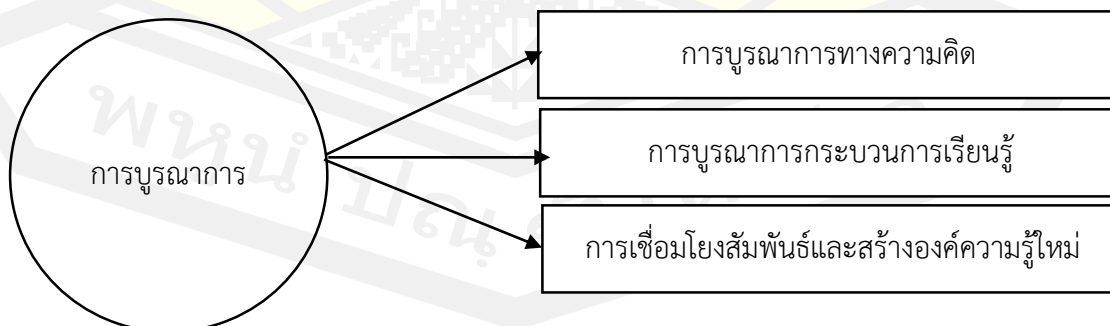 การบูรณาการทางความคิด
การบูรณาการกระบวนการเรียนรู้
การบูรณาการ
การเชื่อมโยงสัมพันธ์และสร้างองค์ความรู้ใหม่